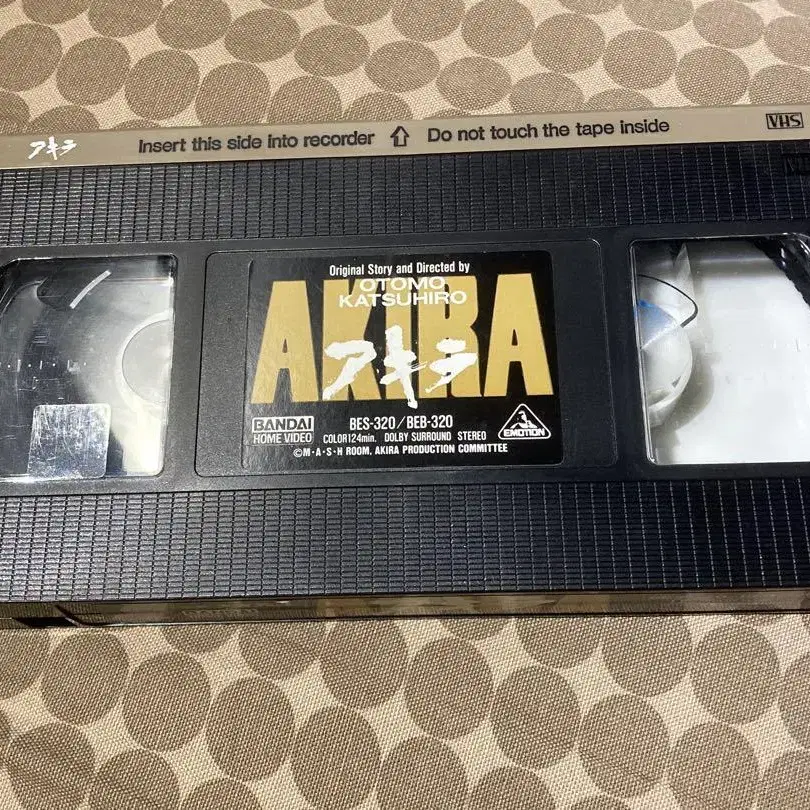 アキラ Insert this side into recorder ⇧ Do not touch the tape inside VHS
Original Story and Directed by
OTOMO
KATSUHIRO
AKIRA
アキラ
BANDAI
HOME VIDEO
BES-320/BEB-320
COLOR124min. DOLBY SURROUND STEREO
EMOTION
©M・A・S・H ROOM. AKIRA PRODUCTION COMMITTEE